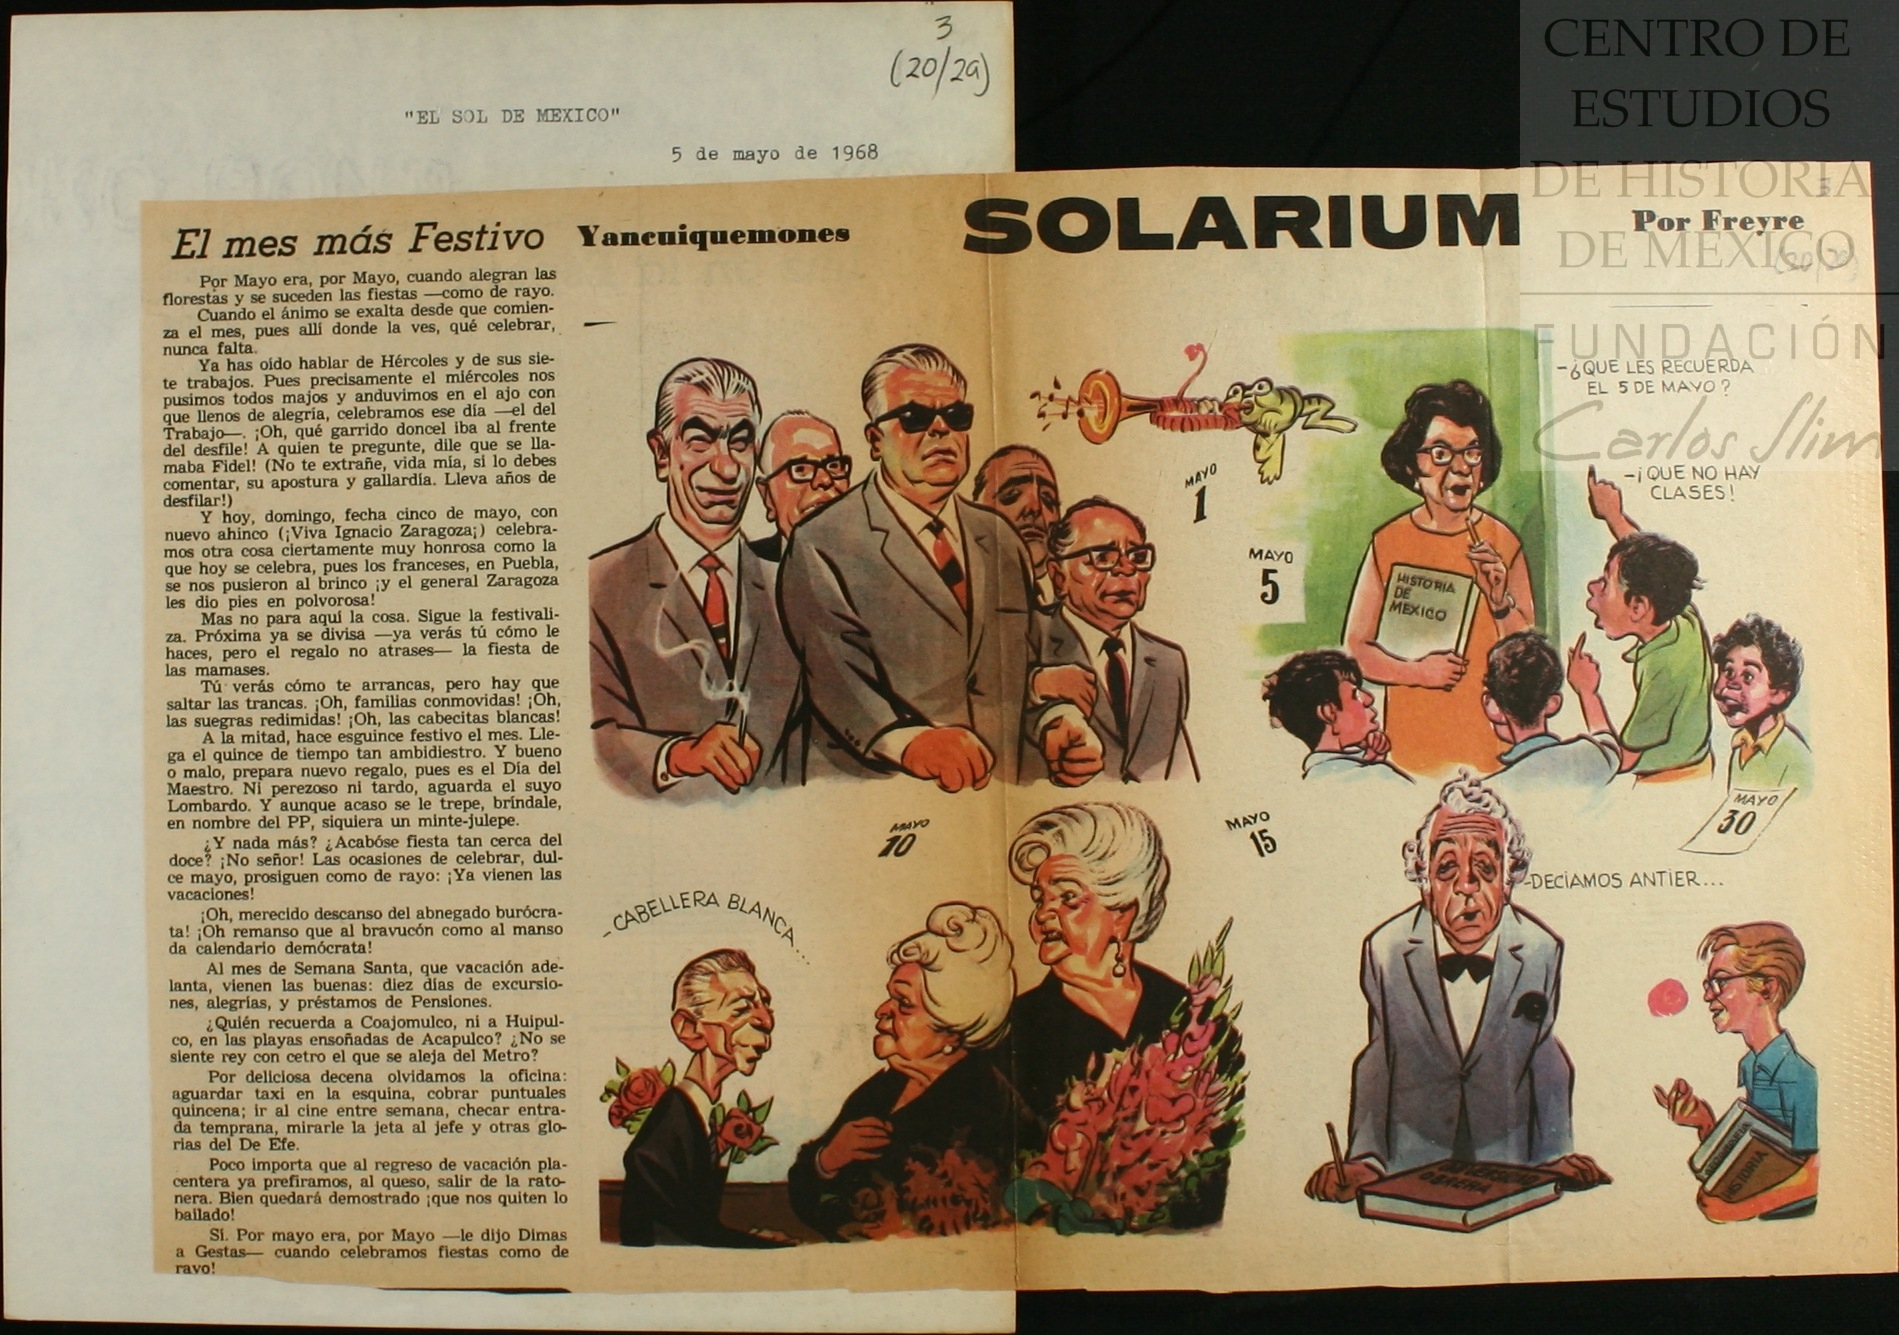 3
(20/29)
"EL SOL DE MEXICO"
5 de mayo de 1968
CENTRO DE
ESTUDIOS
DE HISTORIA
DE MEXICO
FUNDACIÓN
Carlos Slim
El mes más Festivo
Yancuiquemones
SOLARIUM
Por Freyre
Por Mayo era, por Mayo, cuando alegran las
florestas y se suceden las fiestas —como de rayo.
Cuando el ánimo se exalta desde que comien-
za el mes, pues allí donde la ves, qué celebrar,
nunca falta.
Ya has oído hablar de Hércoles y de sus sie-
te trabajos. Pues precisamente el miércoles nos
pusimos todos majos y anduvimos en el ajo con
que llenos de alegría, celebramos ese día —el del
Trabajo—. ¡Oh, qué garrido doncel iba al frente
del desfile! A quien te pregunte, dile que se lla-
maba Fidel! (No te extrañe, vida mía, si lo debes
comentar, su apostura y gallardía. Lleva años de
desfilar!)
Y hoy, domingo, fecha cinco de mayo, con
nuevo ahinco (¡Viva Ignacio Zaragoza¡) celebra-
mos otra cosa ciertamente muy honrosa como la
que hoy se celebra, pues los franceses, en Puebla,
se nos pusieron al brinco ¡y el general Zaragoza
les dio pies en polvorosa!
Mas no para aquí la cosa. Sigue la festivali-
za. Próxima ya se divisa —ya verás tú cómo le
haces, pero el regalo no atrases— la fiesta de
las mamases.
Tú verás cómo te arrancas, pero hay que
saltar las trancas. ¡Oh, familias conmovidas! ¡Oh,
las suegras redimidas! ¡Oh, las cabecitas blancas!
A la mitad, hace esguince festivo el mes. Lle-
ga el quince de tiempo tan ambidiestro. Y bueno
o malo, prepara nuevo regalo, pues es el Día del
Maestro. Ni perezoso ni tardo, aguarda el suyo
Lombardo. Y aunque acaso se le trepe, bríndale,
en nombre del PP, siquiera un minte-julepe.
¿Y nada más? ¿Acabóse fiesta tan cerca del
doce? ¡No señor! Las ocasiones de celebrar, dul-
ce mayo, prosiguen como de rayo: ¡Ya vienen las
vacaciones!
¡Oh, merecido descanso del abnegado burócra-
ta! ¡Oh remanso que al bravucón como al manso
da calendario demócrata!
Al mes de Semana Santa, que vacación ade-
lanta, vienen las buenas: diez días de excursio-
nes, alegrías, y préstamos de Pensiones.
¿Quién recuerda a Coajomulco, ni a Huipul-
co, en las playas ensoñadas de Acapulco? ¿No se
siente rey con cetro el que se aleja del Metro?
Por deliciosa decena olvidamos la oficina:
aguardar taxi en la esquina, cobrar puntuales
quincena; ir al cine entre semana, checar entra-
da temprana, mirarle la jeta al jefe y otras glo-
rias del De Efe.
Poco importa que al regreso de vacación pla-
centera ya prefiramos, al queso, salir de la rato-
nera. Bien quedará demostrado ¡que nos quiten lo
bailado!
Sí. Por mayo era, por Mayo —le dijo Dimas
a Gestas— cuando celebramos fiestas como de
rayo!
MAYO
1
MAYO
5
-¿QUE LES RECUERDA
EL 5 DE MAYO?
-¡QUE NO HAY
CLASES!
HISTORIA
DE
MEXICO
MAYO
10
-CABELLERA BLANCA....
MAYO
15
MAYO
30
-DECIAMOS ANTIER...
UNIVERSIDAD
OBRERA
HISTORIA